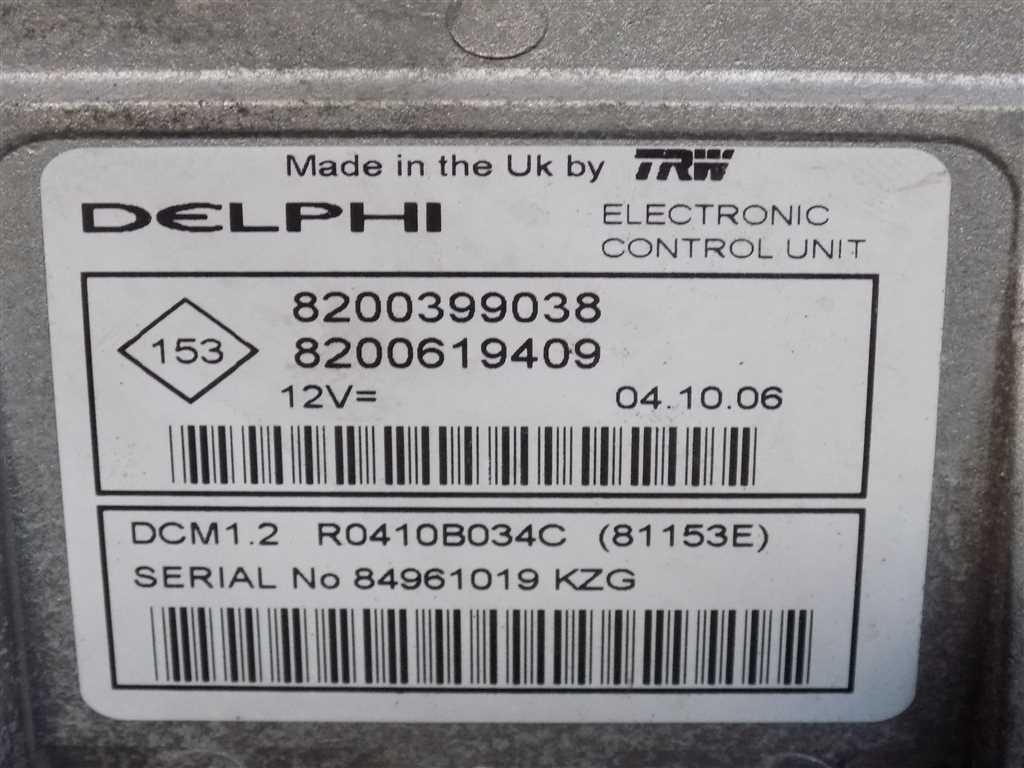 Made in the Uk by TRW
DELPHI
ELECTRONIC
CONTROL UNIT
153
8200399038
8200619409
12V=
04.10.06
DCM1.2 R0410B034C (81153E)
SERIAL No 84961019 KZG